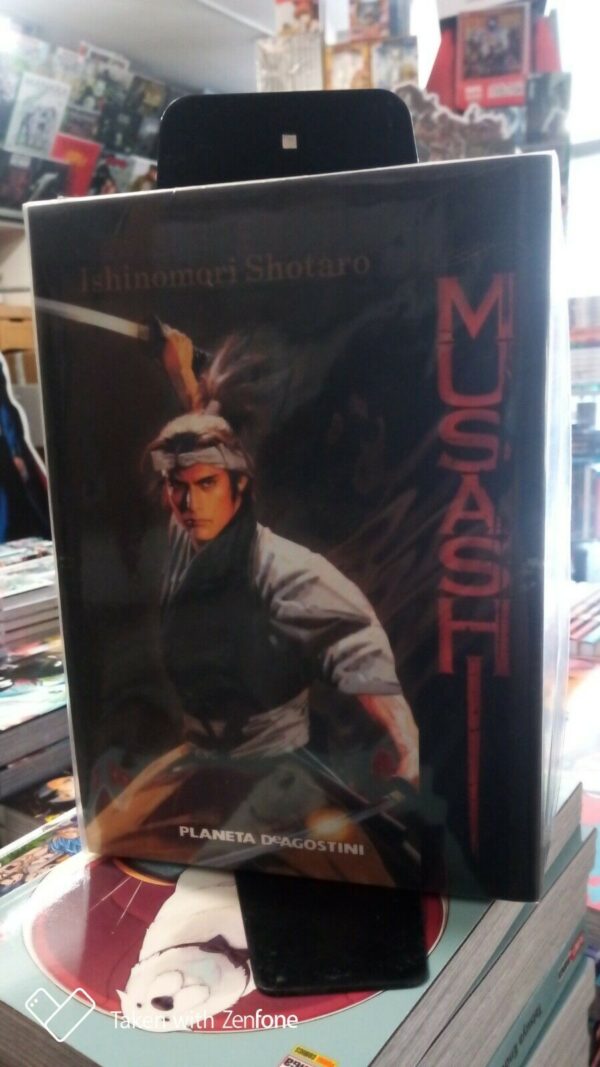 Ishinomori Shotaro
MUSASHI
PLANETA DeAGOSTINI
Taken with Zenfone